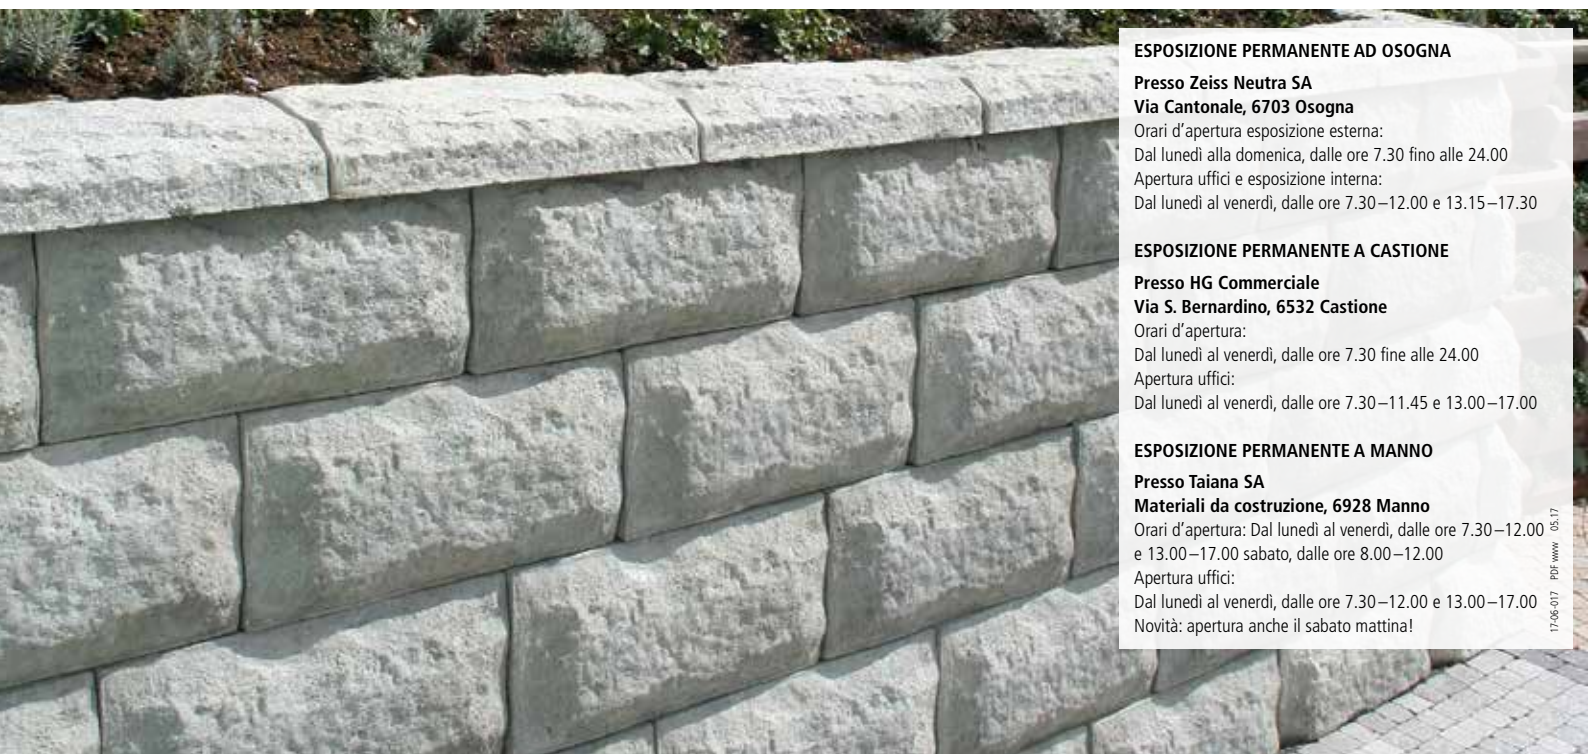 ESPOSIZIONE PERMANENTE AD OSOGNA
Presso Zeiss Neutra SA
Via Cantonale, 6703 Osogna
Orari d’apertura esposizione esterna:
Dal lunedì alla domenica, dalle ore 7.30 fino alle 24.00
Apertura uffici e esposizione interna:
Dal lunedì al venerdì, dalle ore 7.30–12.00 e 13.15–17.30
ESPOSIZIONE PERMANENTE A CASTIONE
Presso HG Commerciale
Via S. Bernardino, 6532 Castione
Orari d’apertura:
Dal lunedì al venerdì, dalle ore 7.30 fine alle 24.00
Apertura uffici:
Dal lunedì al venerdì, dalle ore 7.30–11.45 e 13.00–17.00
ESPOSIZIONE PERMANENTE A MANNO
Presso Taiana SA
Materiali da costruzione, 6928 Manno
Orari d’apertura: Dal lunedì al venerdì, dalle ore 7.30–12.00
e 13.00–17.00 sabato, dalle ore 8.00–12.00
Apertura uffici:
Dal lunedì al venerdì, dalle ore 7.30–12.00 e 13.00–17.00
Novità: apertura anche il sabato mattina!
17-06-017 PDF www 05.17